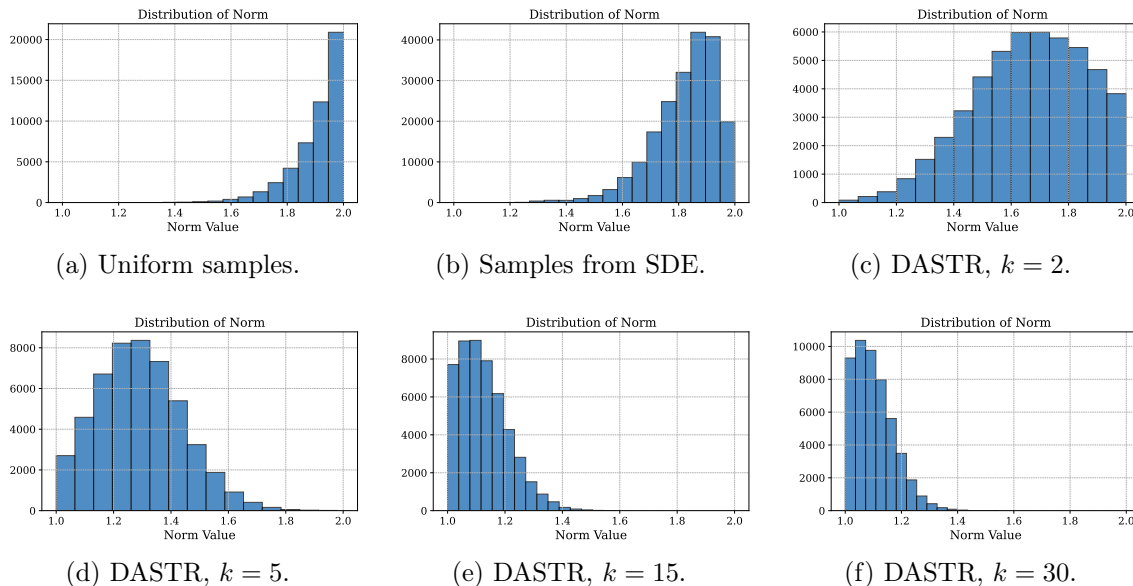 Distribution of Norm
20000
15000
10000
5000
0
1.0 1.2 1.4 1.6 1.8 2.0
Norm Value
(a) Uniform samples.
Distribution of Norm
40000
30000
20000
10000
0
1.0 1.2 1.4 1.6 1.8 2.0
Norm Value
(b) Samples from SDE.
Distribution of Norm
6000
5000
4000
3000
2000
1000
0
1.0 1.2 1.4 1.6 1.8 2.0
Norm Value
(c) DASTR, k = 2.
Distribution of Norm
8000
6000
4000
2000
0
1.0 1.2 1.4 1.6 1.8 2.0
Norm Value
(d) DASTR, k = 5.
Distribution of Norm
8000
6000
4000
2000
0
1.0 1.2 1.4 1.6 1.8 2.0
Norm Value
(e) DASTR, k = 15.
Distribution of Norm
10000
8000
6000
4000
2000
0
1.0 1.2 1.4 1.6 1.8 2.0
Norm Value
(f) DASTR, k = 30.